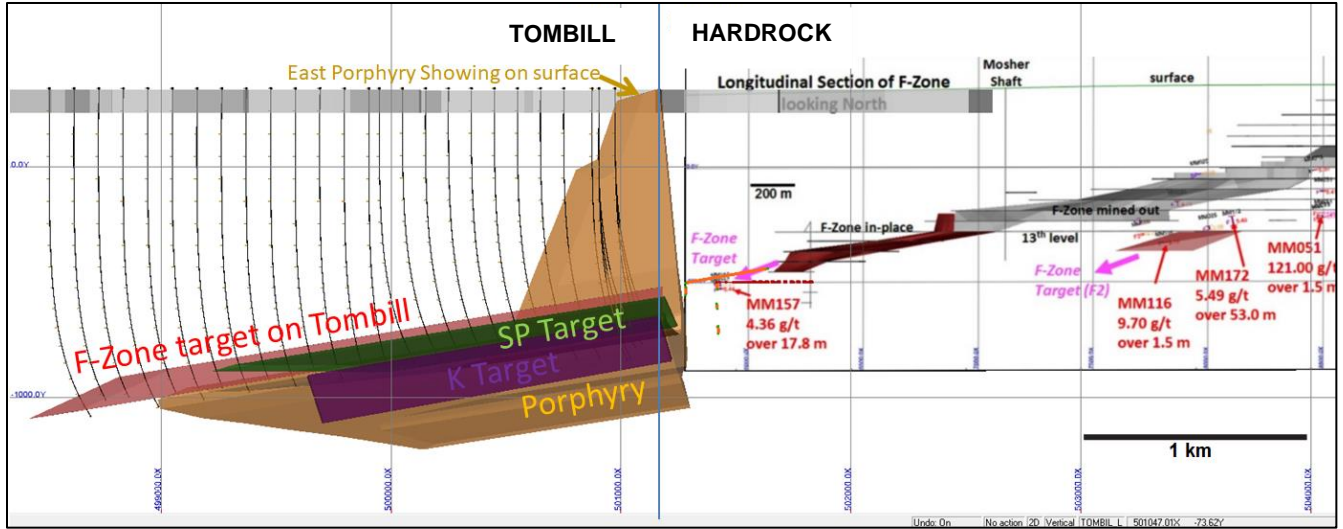 TOMBILL
HARDROCK
East Porphyry Showing on surface
Longitudinal Section of F-Zone
looking North
Mosher
Shaft
surface
0.0Y
200 m
F-Zone in-place
F-Zone mined out
13th level
F-Zone
Target
F-Zone
Target (F2)
MM157
4.36 g/t
over 17.8 m
MM116
9.70 g/t
over 1.5 m
MM172
5.49 g/t
over 53.0 m
MM051
121.00 g/t
over 1.5 m
F-Zone target on Tombill
SP Target
K Target
Porphyry
-1000.0Y
1 km
499000.0X
500000.0X
501000.0X
502000.0X
503000.0X
504000.0X
Undo: On
No action
2D
Vertical
TOMBIL_L
501047.01X
-73.62Y